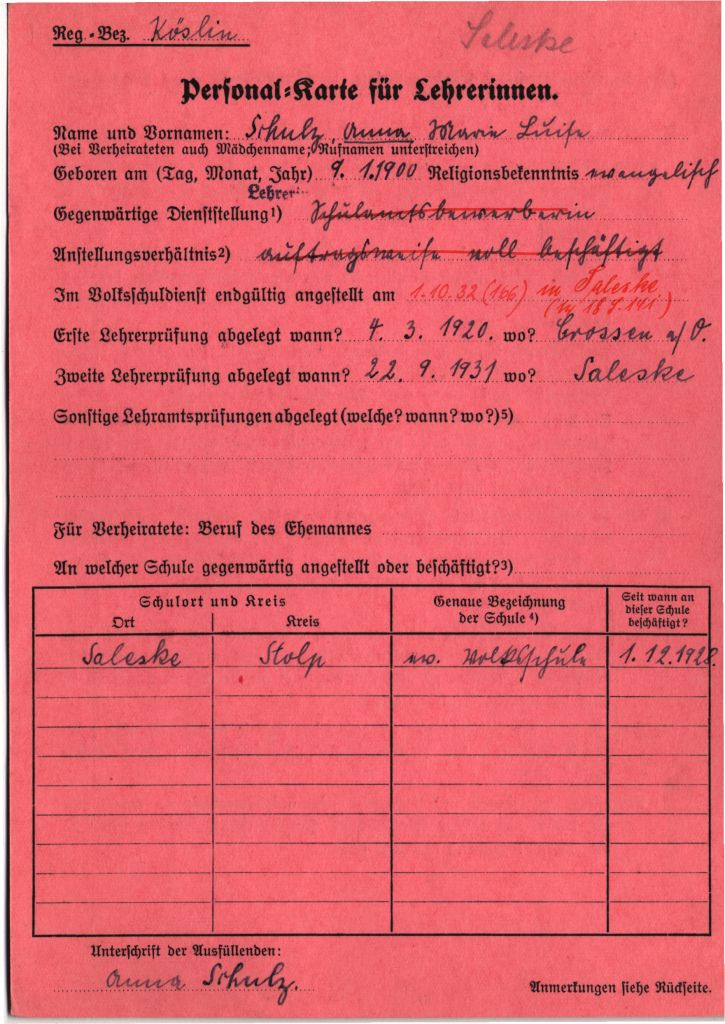 Reg.-Bez. Köslin
Saleske
Personal-Karte für Lehrerinnen.
Name und Vornamen: Schulz, Anna Marie Luise
(Bei Verheirateten auch Mädchenname; Rufnamen unterstreichen)
Geboren am (Tag, Monat, Jahr) 9. 1. 1900 Religionsbekenntnis evangelisch
Lehrerin
Gegenwärtige Dienststellung¹) Schulamtsbewerberin
Anstellungsverhältnis²) auftragsweise voll beschäftigt
Im Volksschuldienst endgültig angestellt am 1.10.32 (166) in Saleske
(in 18 J. 141)
Erste Lehrerprüfung abgelegt wann? 4. 3. 1920. wo? Crossen a/O.
Zweite Lehrerprüfung abgelegt wann? 22. 9. 1931 wo? Saleske
Sonstige Lehramtsprüfungen abgelegt (welche? wann? wo?)⁵)
Für Verheiratete: Beruf des Ehemannes
An welcher Schule gegenwärtig angestellt oder beschäftigt?³)
Schulort und Kreis
Ort Kreis
Genaue Bezeichnung
der Schule ⁴)
Seit wann an
dieser Schule
beschäftigt?
Saleske Stolp ev. Volksschule 1. 12. 1928.
Unterschrift der Ausfüllenden:
Anna Schulz.
Anmerkungen siehe Rückseite.